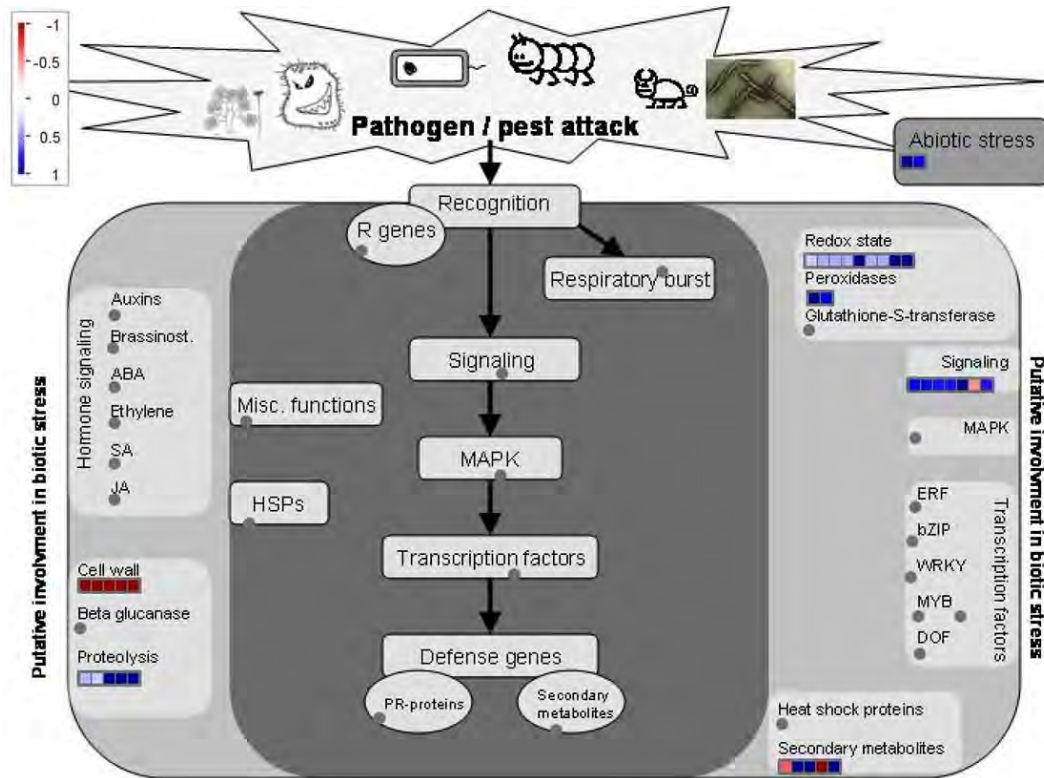 -1
-0.5
0
0.5
1
Pathogen / pest attack
Abiotic stress
Recognition
R genes
Respiratory burst
Redox state
Peroxidases
Glutathione-S-transferase
Hormone signaling
Auxins
Brassinost.
ABA
Ethylene
SA
JA
Signaling
Misc. functions
MAPK
HSPs
Transcription factors
Defense genes
PR-proteins
Secondary
metabolites
Putative involvment in biotic stress
Cell wall
Beta glucanase
Proteolysis
Signaling
MAPK
ERF
bZIP
WRKY
MYB
DOF
Transcription factors
Putative involvment in biotic stress
Heat shock proteins
Secondary metabolites